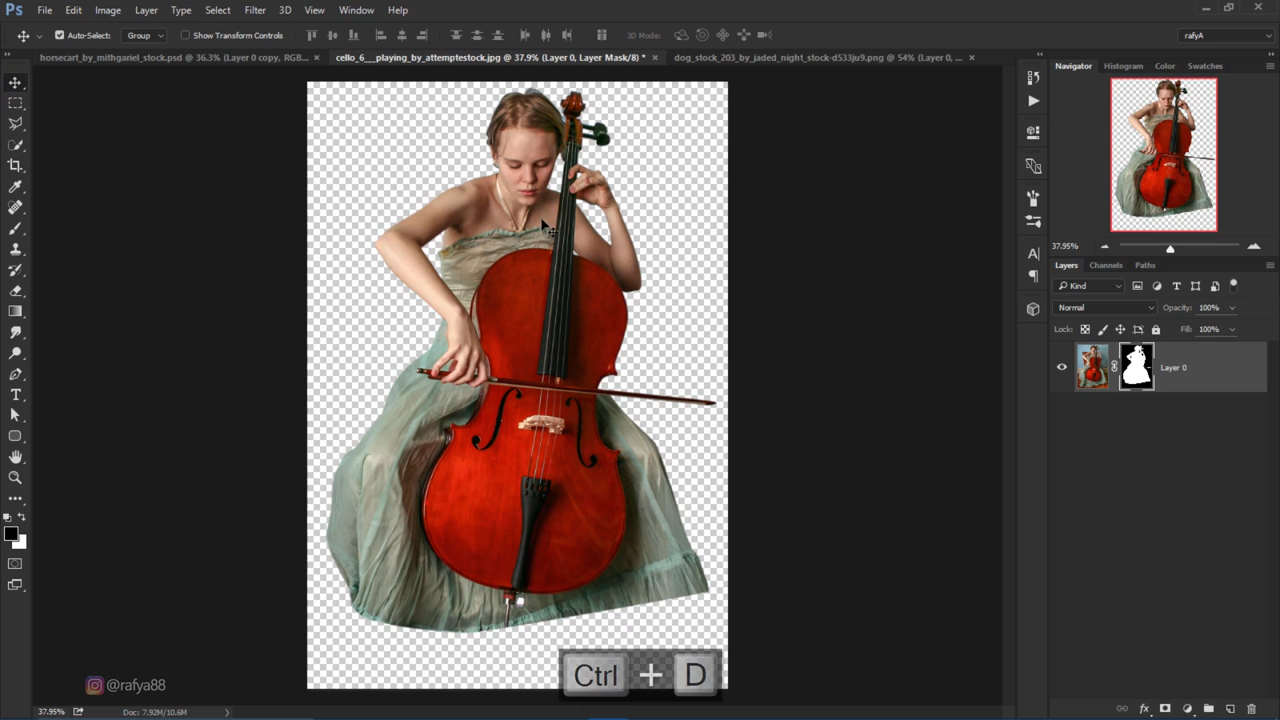 Ps File Edit Image Layer Type Select Filter 3D View Window Help
Auto-Select: Group Show Transform Controls 3D Mode: rafyA
horsecart_by_mithgariel_stock.psd @ 36.3% (Layer 0 copy, RGB... × cello_6___playing_by_attemptestock.jpg @ 37.9% (Layer 0, Layer Mask/8) * × dog_stock_203_by_jaded_night_stock-d533ju9.png @ 54% (Layer 0, ... ×
Navigator Histogram Color Swatches
37.95%
Layers Channels Paths
Kind
Normal Opacity: 100%
Lock: Fill: 100%
Layer 0
Ctrl + D
@rafya88
37.95% Doc: 7.92M/10.6M